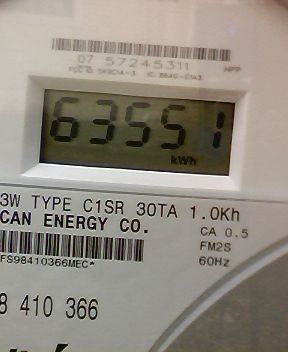 07 57245311
NPP
63551
kWh
3W TYPE C1SR 30TA 1.0Kh
CAN ENERGY CO.
CA 0.5
FM2S
60Hz
FS98410366MEC*
8 410 366